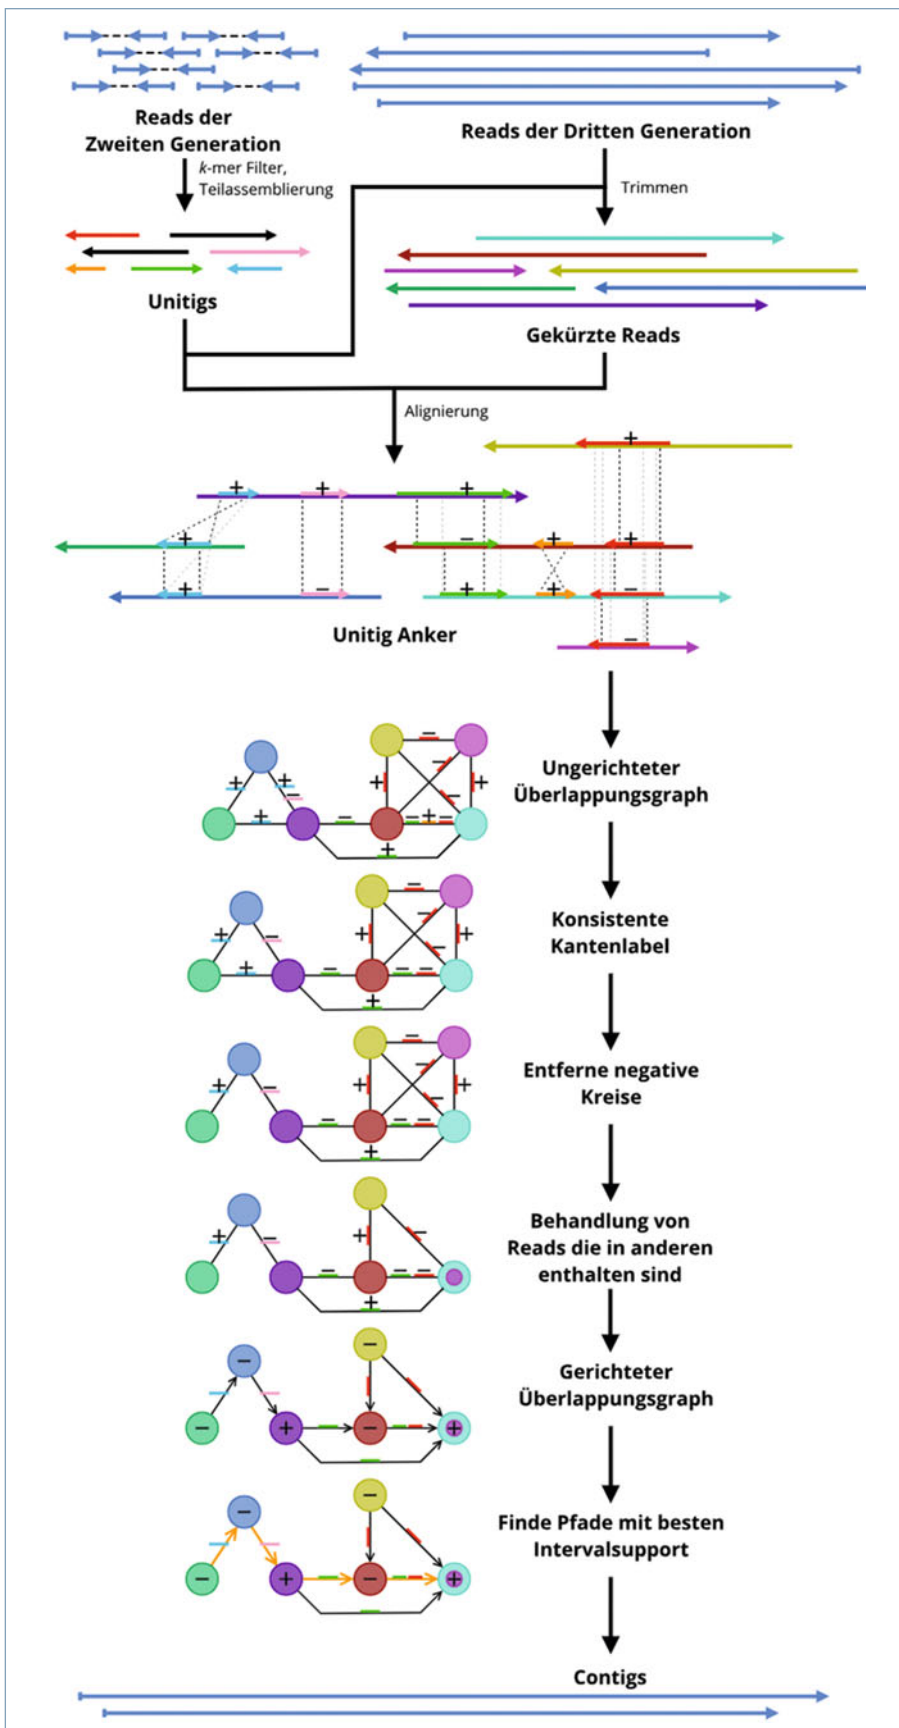 Reads der
Zweiten Generation
Reads der Dritten Generation
k-mer Filter,
Teilassemblierung
Trimmen
Unitigs
Gekürzte Reads
Alignierung
+
+ + +
+ − + +
+ − + + −
−
Unitig Anker
Ungerichteter
Überlappungsgraph
Konsistente
Kantenlabel
Entferne negative
Kreise
Behandlung von
Reads die in anderen
enthalten sind
Gerichteter
Überlappungsgraph
Finde Pfade mit besten
Intervalsupport
Contigs